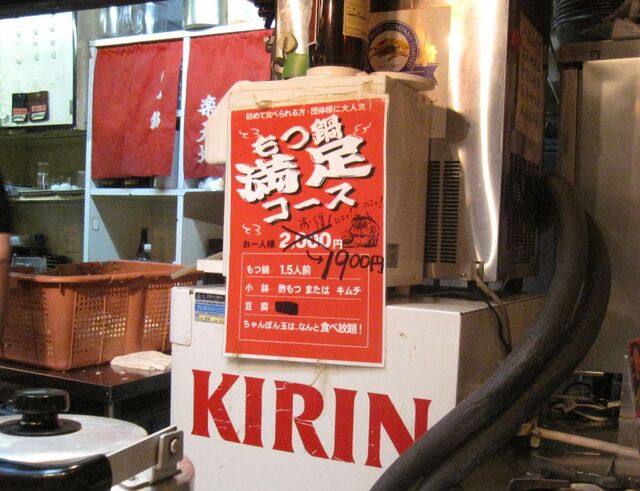 初めて食べられる方・団体様に大人気！
もつ鍋
満足
コース
お得！
お一人様 2,000円
1900円
もつ鍋 1.5人前
小鉢 酢もつ または キムチ
豆腐
ちゃんぽん玉は、なんと食べ放題！
KIRIN